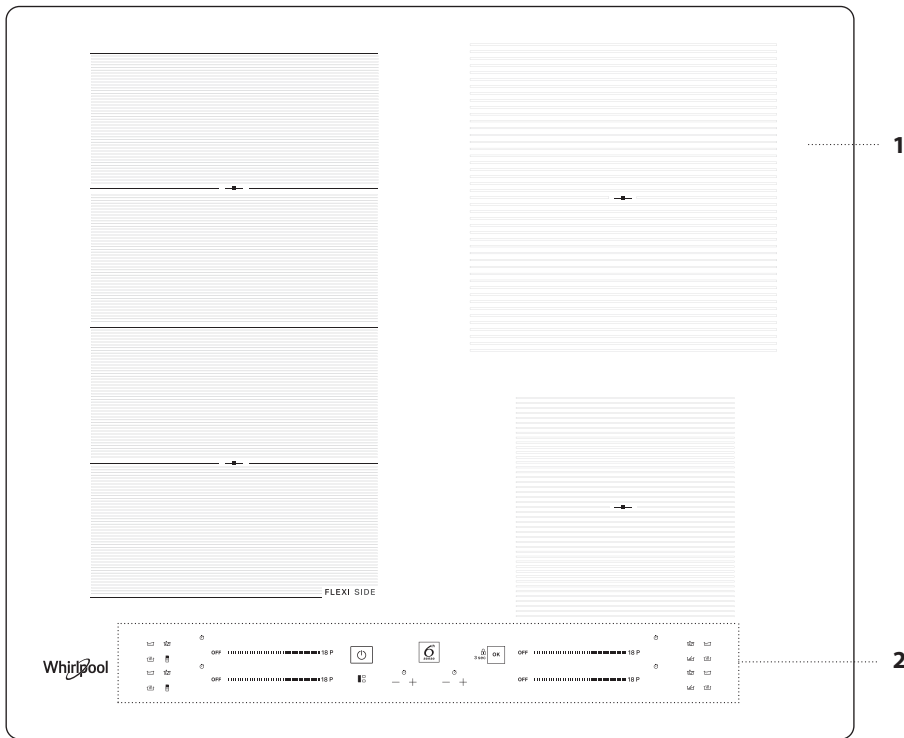 1
FLEXI SIDE
Whirlpool
OFF 18 P
6
SENSE
3 sec
OK
OFF 18 P
2
OFF 18 P
OFF 18 P